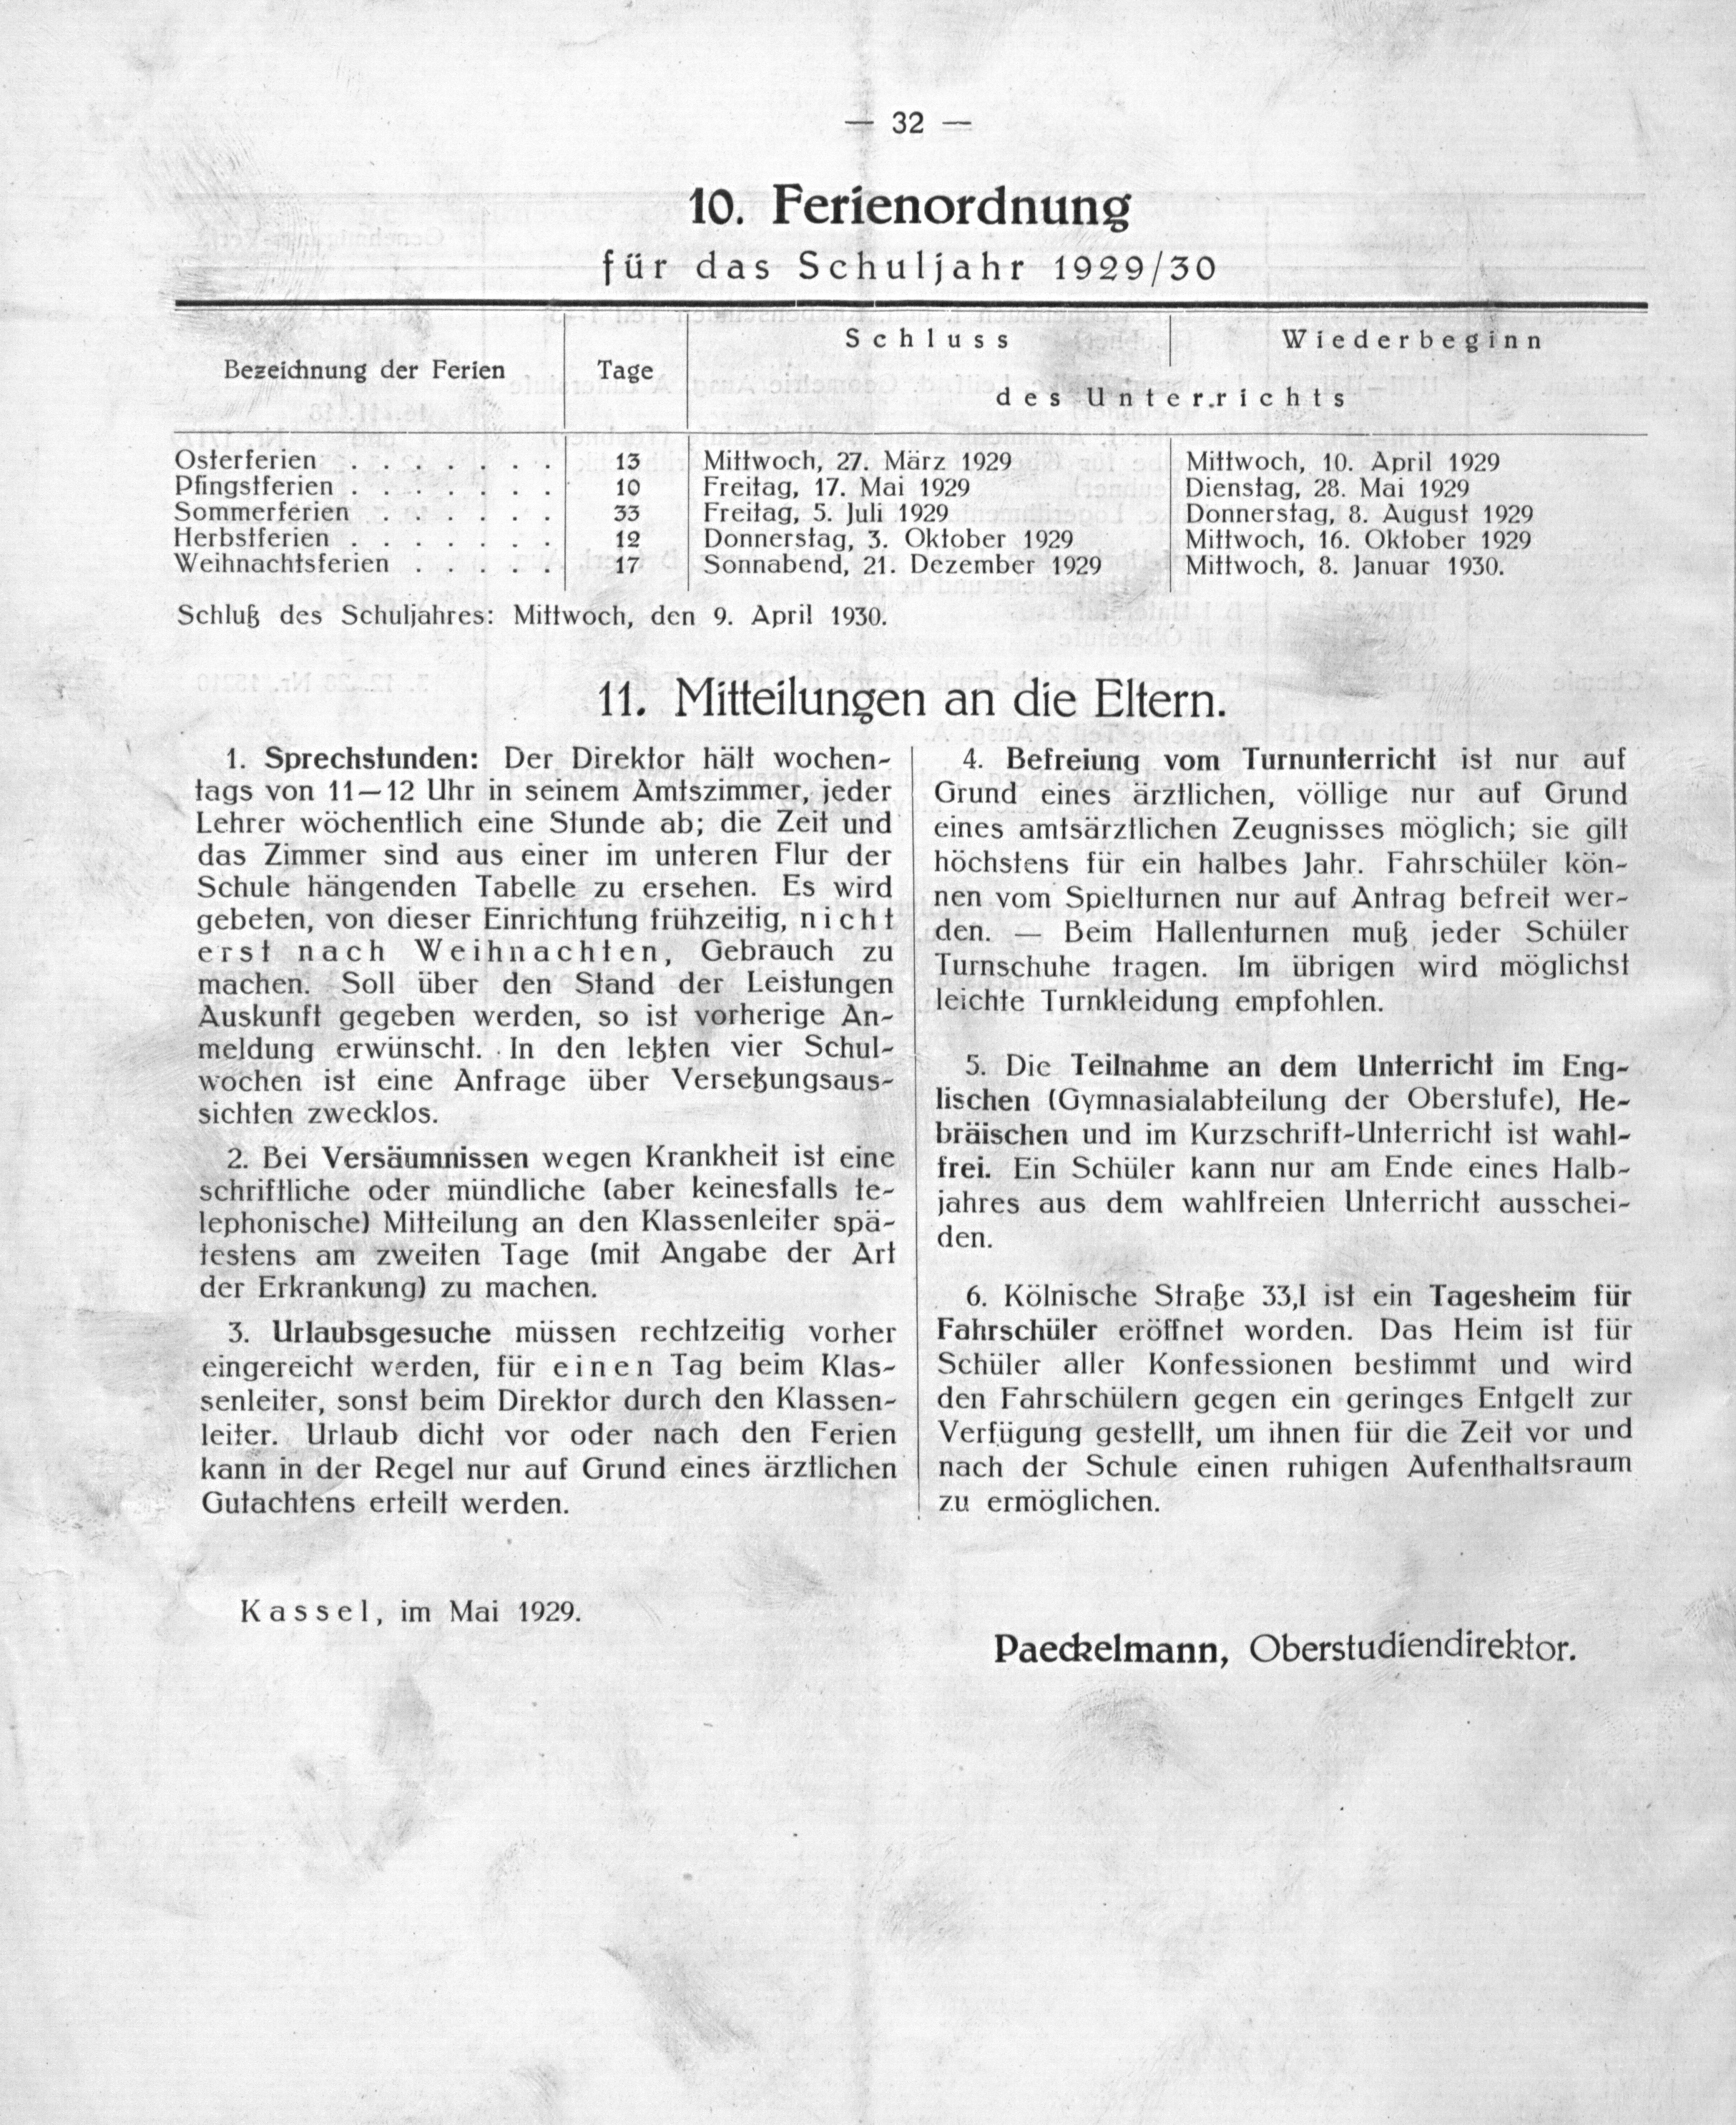 — 32 —
10. Ferienordnung
für das Schuljahr 1929/30
Bezeichnung der Ferien Tage Schluss Wiederbeginn
des Unterrichts
Osterferien . . . . . . . 13 Mittwoch, 27. März 1929 Mittwoch, 10. April 1929
Pfingstferien . . . . . . . 10 Freitag, 17. Mai 1929 Dienstag, 28. Mai 1929
Sommerferien . . . . . . 33 Freitag, 5. Juli 1929 Donnerstag, 8. August 1929
Herbstferien . . . . . . . 12 Donnerstag, 3. Oktober 1929 Mittwoch, 16. Oktober 1929
Weihnachtsferien . . . . . 17 Sonnabend, 21. Dezember 1929 Mittwoch, 8. Januar 1930.
Schluß des Schuljahres: Mittwoch, den 9. April 1930.
11. Mitteilungen an die Eltern.
1. Sprechstunden: Der Direktor hält wochen-
tags von 11—12 Uhr in seinem Amtszimmer, jeder
Lehrer wöchentlich eine Stunde ab; die Zeit und
das Zimmer sind aus einer im unteren Flur der
Schule hängenden Tabelle zu ersehen. Es wird
gebeten, von dieser Einrichtung frühzeitig, nicht
erst nach Weihnachten, Gebrauch zu
machen. Soll über den Stand der Leistungen
Auskunft gegeben werden, so ist vorherige An-
meldung erwünscht. In den letzten vier Schul-
wochen ist eine Anfrage über Versetzungsaus-
sichten zwecklos.
2. Bei Versäumnissen wegen Krankheit ist eine
schriftliche oder mündliche (aber keinesfalls te-
lephonische) Mitteilung an den Klassenleiter spä-
testens am zweiten Tage (mit Angabe der Art
der Erkrankung) zu machen.
3. Urlaubsgesuche müssen rechtzeitig vorher
eingereicht werden, für einen Tag beim Klas-
senleiter, sonst beim Direktor durch den Klassen-
leiter. Urlaub dicht vor oder nach den Ferien
kann in der Regel nur auf Grund eines ärztlichen
Gutachtens erteilt werden.
4. Befreiung vom Turnunterricht ist nur auf
Grund eines ärztlichen, völlige nur auf Grund
eines amtsärztlichen Zeugnisses möglich; sie gilt
höchstens für ein halbes Jahr. Fahrschüler kön-
nen vom Spielturnen nur auf Antrag befreit wer-
den. — Beim Hallenturnen muß jeder Schüler
Turnschuhe tragen. Im übrigen wird möglichst
leichte Turnkleidung empfohlen.
5. Die Teilnahme an dem Unterricht im Eng-
lischen (Gymnasialabteilung der Oberstufe), He-
bräischen und im Kurzschrift-Unterricht ist wahl-
frei. Ein Schüler kann nur am Ende eines Halb-
jahres aus dem wahlfreien Unterricht ausschei-
den.
6. Kölnische Straße 33,I ist ein Tagesheim für
Fahrschüler eröffnet worden. Das Heim ist für
Schüler aller Konfessionen bestimmt und wird
den Fahrschülern gegen ein geringes Entgelt zur
Verfügung gestellt, um ihnen für die Zeit vor und
nach der Schule einen ruhigen Aufenthaltsraum
zu ermöglichen.
Kassel, im Mai 1929.
Paeckelmann, Oberstudiendirektor.